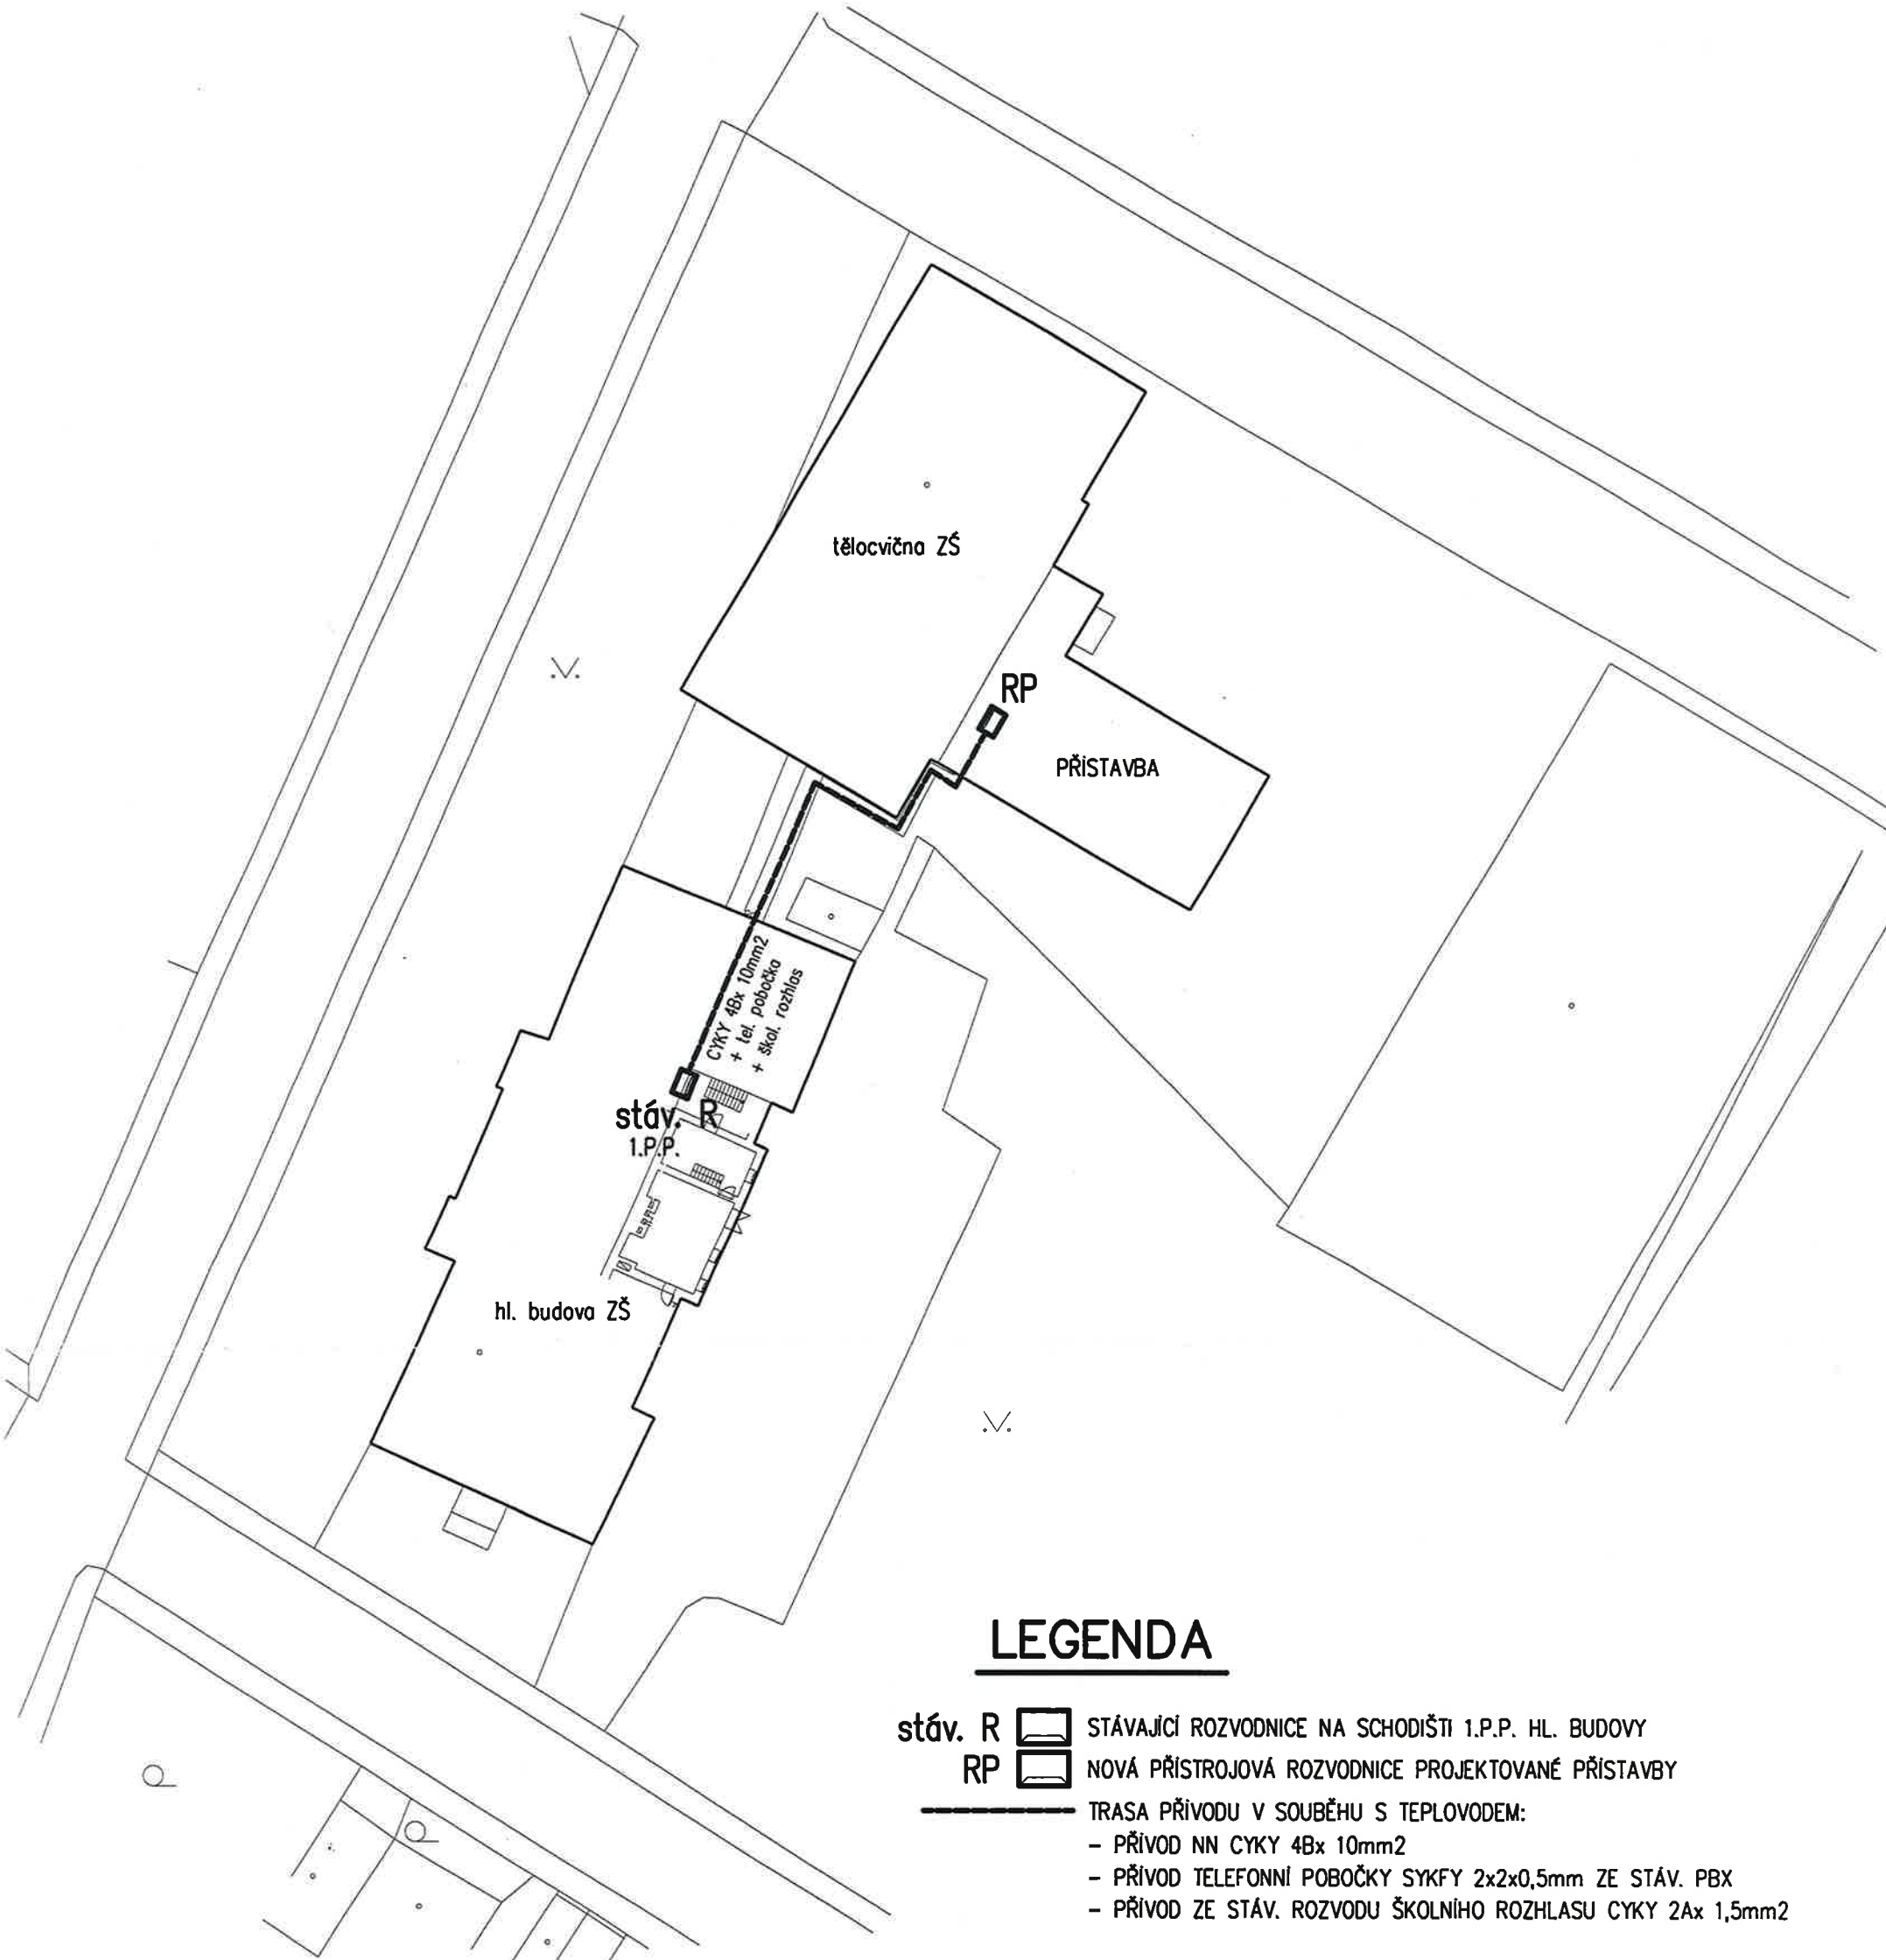 tělocvična ZŠ
RP
PŘÍSTAVBA
CYKY 4Bx 10mm2
+ tel. pobočka
+ škol. rozhlas
stáv. R
1.P.P.
hl. budova ZŠ
LEGENDA
stáv. R STÁVAJÍCÍ ROZVODNICE NA SCHODIŠTI 1.P.P. HL. BUDOVY
RP NOVÁ PŘÍSTROJOVÁ ROZVODNICE PROJEKTOVANÉ PŘÍSTAVBY
TRASA PŘÍVODU V SOUBĚHU S TEPLOVODEM:
- PŘÍVOD NN CYKY 4Bx 10mm2
- PŘÍVOD TELEFONNÍ POBOČKY SYKFY 2x2x0,5mm ZE STÁV. PBX
- PŘÍVOD ZE STÁV. ROZVODU ŠKOLNÍHO ROZHLASU CYKY 2Ax 1,5mm2